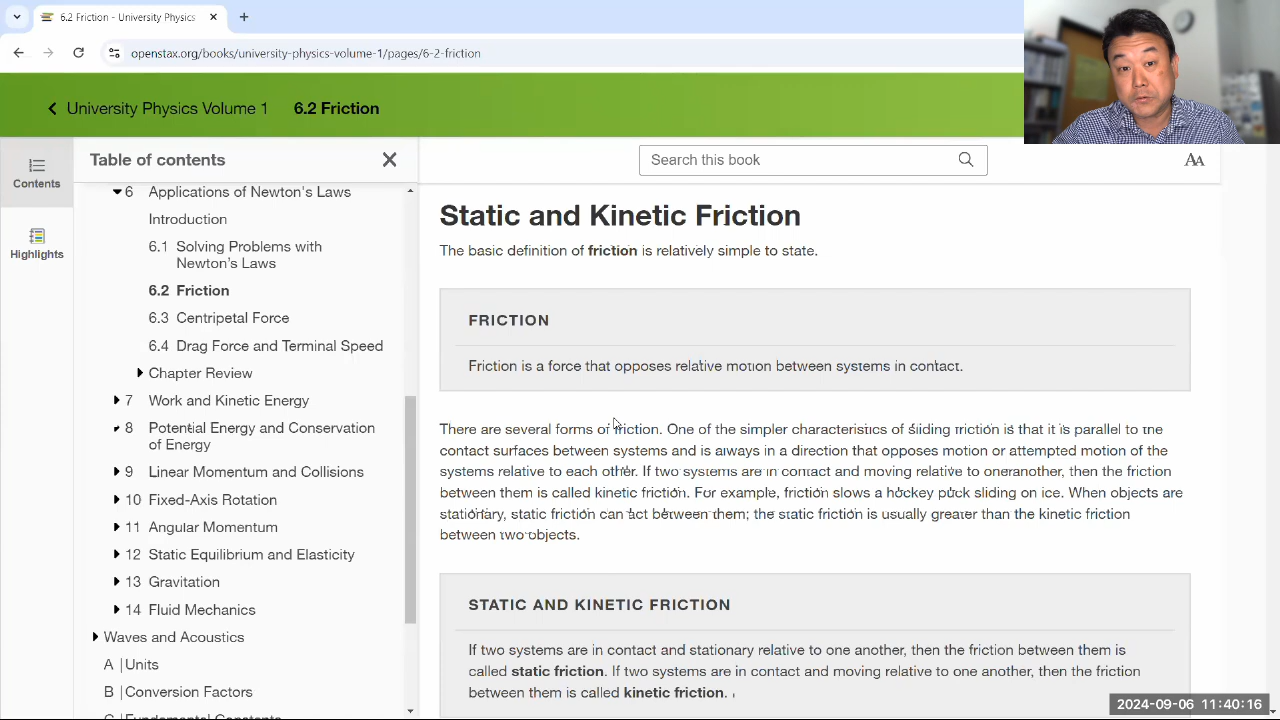 6.2 Friction - University Physics
openstax.org/books/university-physics-volume-1/pages/6-2-friction
University Physics Volume 1 6.2 Friction
Contents
Highlights
Table of contents
6 Applications of Newton's Laws
Introduction
6.1 Solving Problems with
Newton's Laws
6.2 Friction
6.3 Centripetal Force
6.4 Drag Force and Terminal Speed
Chapter Review
7 Work and Kinetic Energy
8 Potential Energy and Conservation
of Energy
9 Linear Momentum and Collisions
10 Fixed-Axis Rotation
11 Angular Momentum
12 Static Equilibrium and Elasticity
13 Gravitation
14 Fluid Mechanics
Waves and Acoustics
A | Units
B | Conversion Factors
C | Fundamental Constants
Search this book
AA
Static and Kinetic Friction
The basic definition of friction is relatively simple to state.
FRICTION
Friction is a force that opposes relative motion between systems in contact.
There are several forms of friction. One of the simpler characteristics of sliding friction is that it is parallel to the
contact surfaces between systems and is always in a direction that opposes motion or attempted motion of the
systems relative to each other. If two systems are in contact and moving relative to one another, then the friction
between them is called kinetic friction. For example, friction slows a hockey puck sliding on ice. When objects are
stationary, static friction can act between them; the static friction is usually greater than the kinetic friction
between two objects.
STATIC AND KINETIC FRICTION
If two systems are in contact and stationary relative to one another, then the friction between them is
called static friction. If two systems are in contact and moving relative to one another, then the friction
between them is called kinetic friction.
2024-09-06 11:40:16